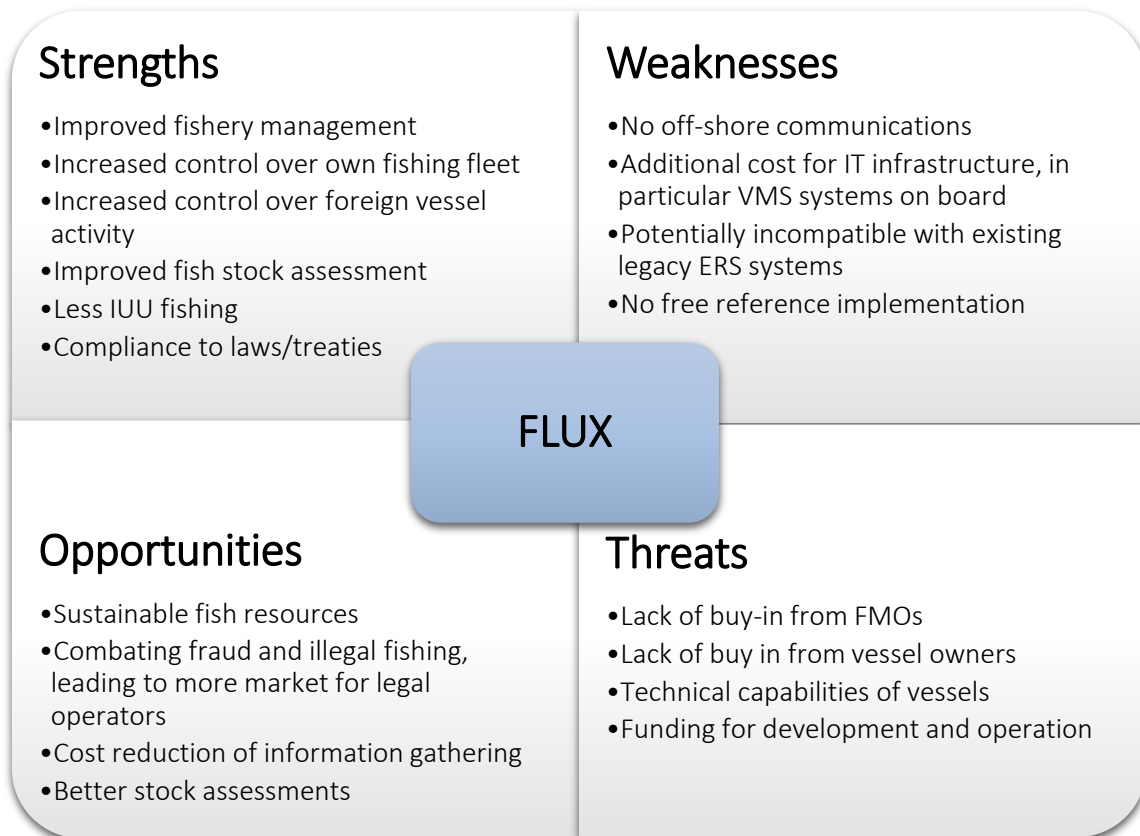 Strengths
•Improved fishery management
•Increased control over own fishing fleet
•Increased control over foreign vessel
activity
•Improved fish stock assessment
•Less IUU fishing
•Compliance to laws/treaties
Weaknesses
•No off-shore communications
•Additional cost for IT infrastructure, in
particular VMS systems on board
•Potentially incompatible with existing
legacy ERS systems
•No free reference implementation
FLUX
Opportunities
•Sustainable fish resources
•Combating fraud and illegal fishing,
leading to more market for legal
operators
•Cost reduction of information gathering
•Better stock assessments
Threats
•Lack of buy-in from FMOs
•Lack of buy in from vessel owners
•Technical capabilities of vessels
•Funding for development and operation